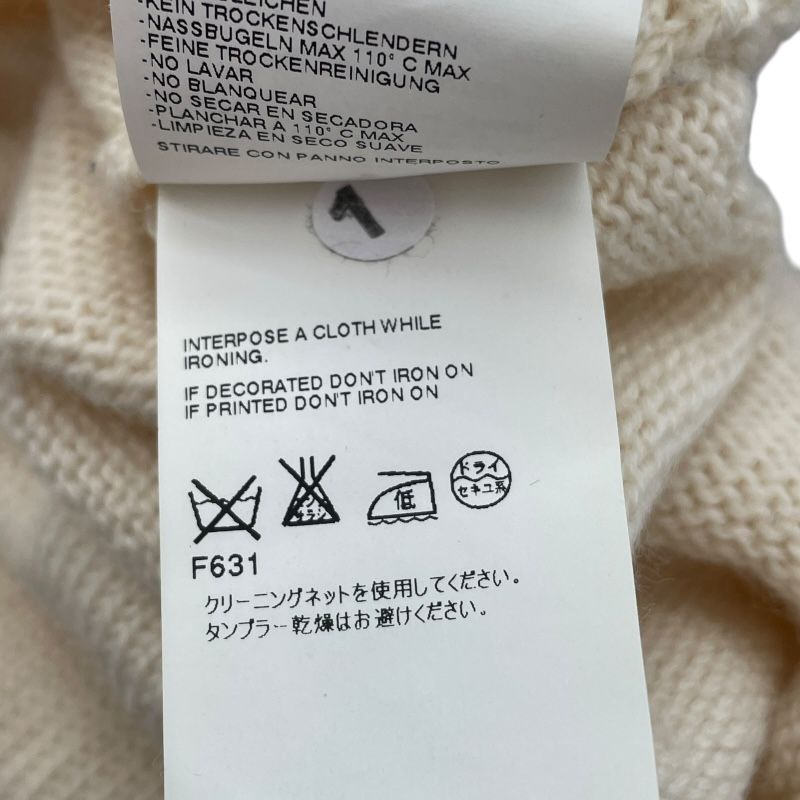 -KEIN TROCKENSCHLENDERN
-NASSBUGELN MAX 110° C MAX
-FEINE TROCKENREINIGUNG
-NO LAVAR
-NO BLANQUEAR
-NO SECAR EN SECADORA
-PLANCHAR A 110° C MAX
-LIMPIEZA EN SECO SUAVE
STIRARE CON PANNO INTERPOSTO
1
INTERPOSE A CLOTH WHILE
IRONING.
IF DECORATED DON'T IRON ON
IF PRINTED DON'T IRON ON
低
ドライ
セキユ系
F631
クリーニングネットを使用してください。
タンブラー乾燥はお避けください。